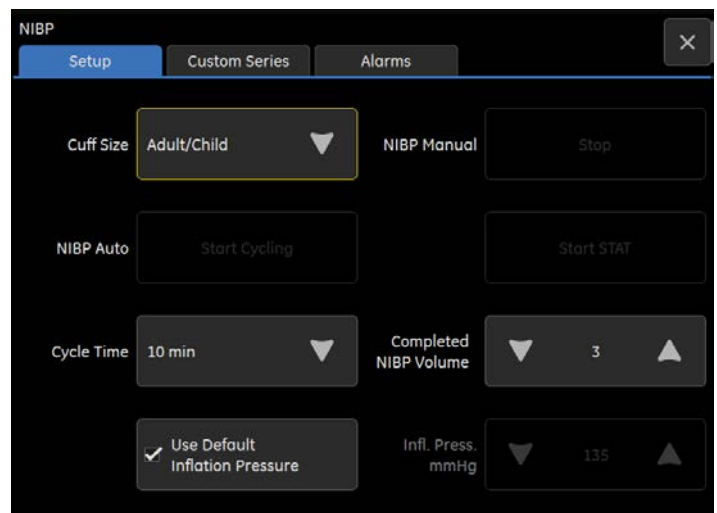 NIBP
Setup
Custom Series
Alarms
Cuff Size
Adult/Child
NIBP Manual
Stop
NIBP Auto
Start Cycling
Start STAT
Cycle Time
10 min
Completed
NIBP Volume
3
Use Default
Inflation Pressure
Infl. Press.
mmHg
135